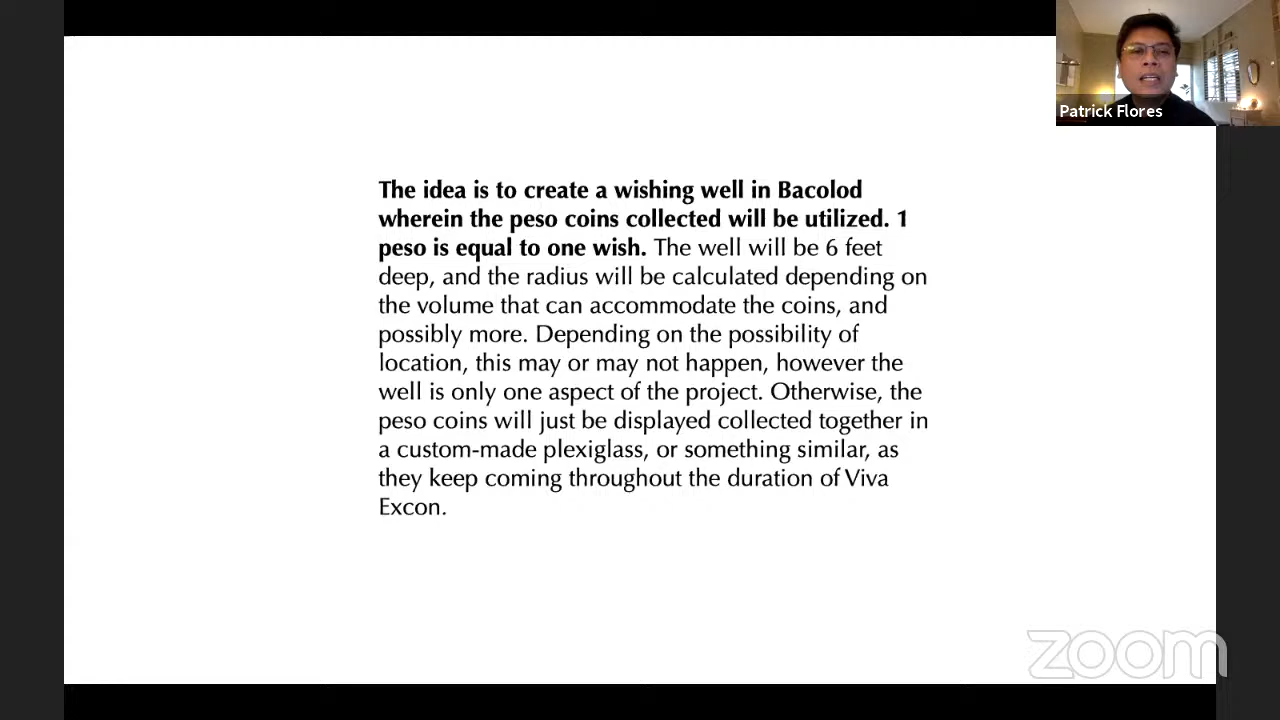 Patrick Flores
The idea is to create a wishing well in Bacolod
wherein the peso coins collected will be utilized. 1
peso is equal to one wish. The well will be 6 feet
deep, and the radius will be calculated depending on
the volume that can accommodate the coins, and
possibly more. Depending on the possibility of
location, this may or may not happen, however the
well is only one aspect of the project. Otherwise, the
peso coins will just be displayed collected together in
a custom-made plexiglass, or something similar, as
they keep coming throughout the duration of Viva
Excon.
zoom